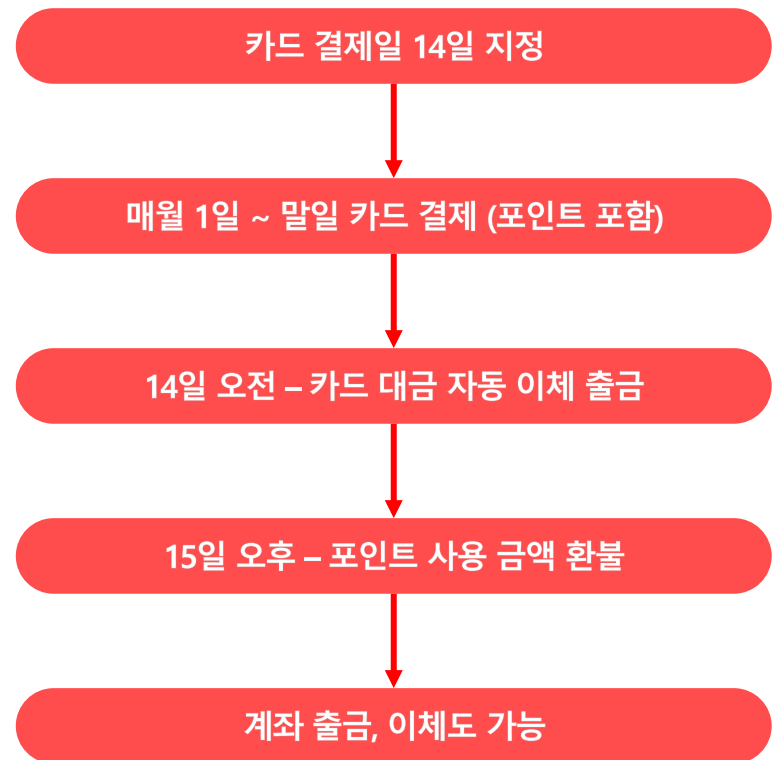 카드 결제일 14일 지정
매월 1일 ~ 말일 카드 결제 (포인트 포함)
14일 오전 – 카드 대금 자동 이체 출금
15일 오후 – 포인트 사용 금액 환불
계좌 출금, 이체도 가능